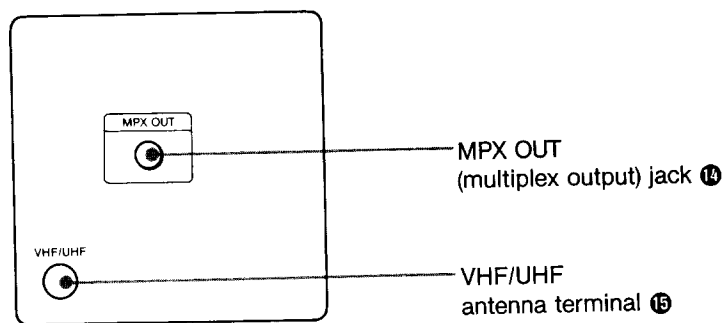 MPX OUT
MPX OUT
(multiplex output) jack ⓮
VHF/UHF
VHF/UHF
antenna terminal ⓯